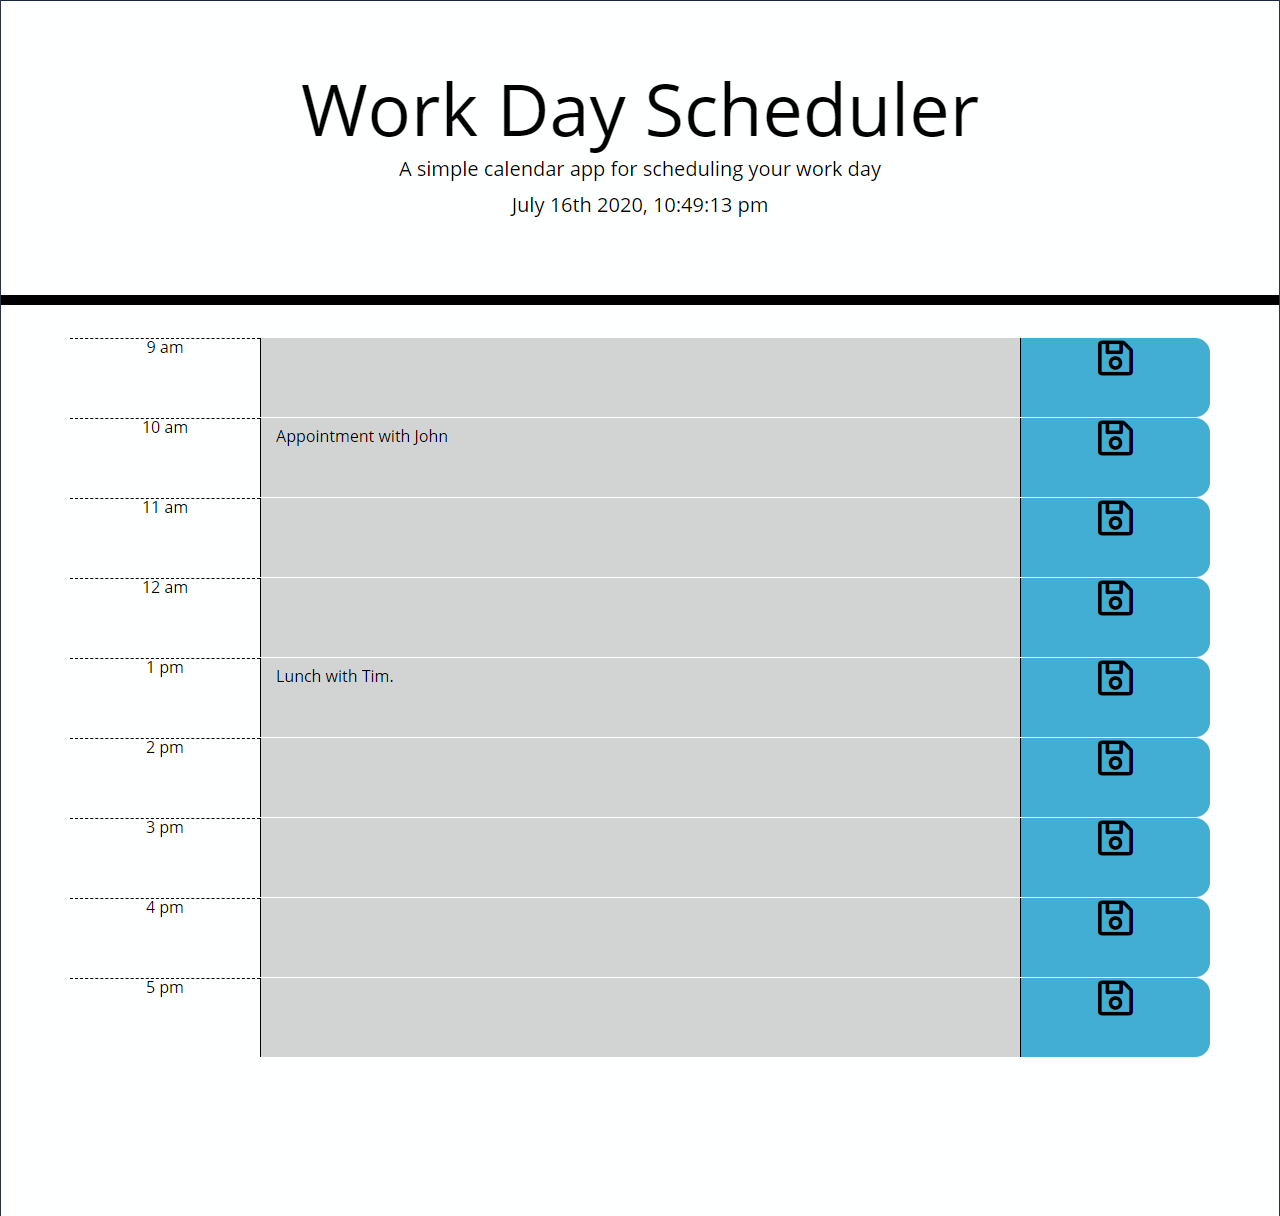 Work Day Scheduler
A simple calendar app for scheduling your work day
July 16th 2020, 10:49:13 pm
9 am
10 am
Appointment with John
11 am
12 am
1 pm
Lunch with Tim.
2 pm
3 pm
4 pm
5 pm